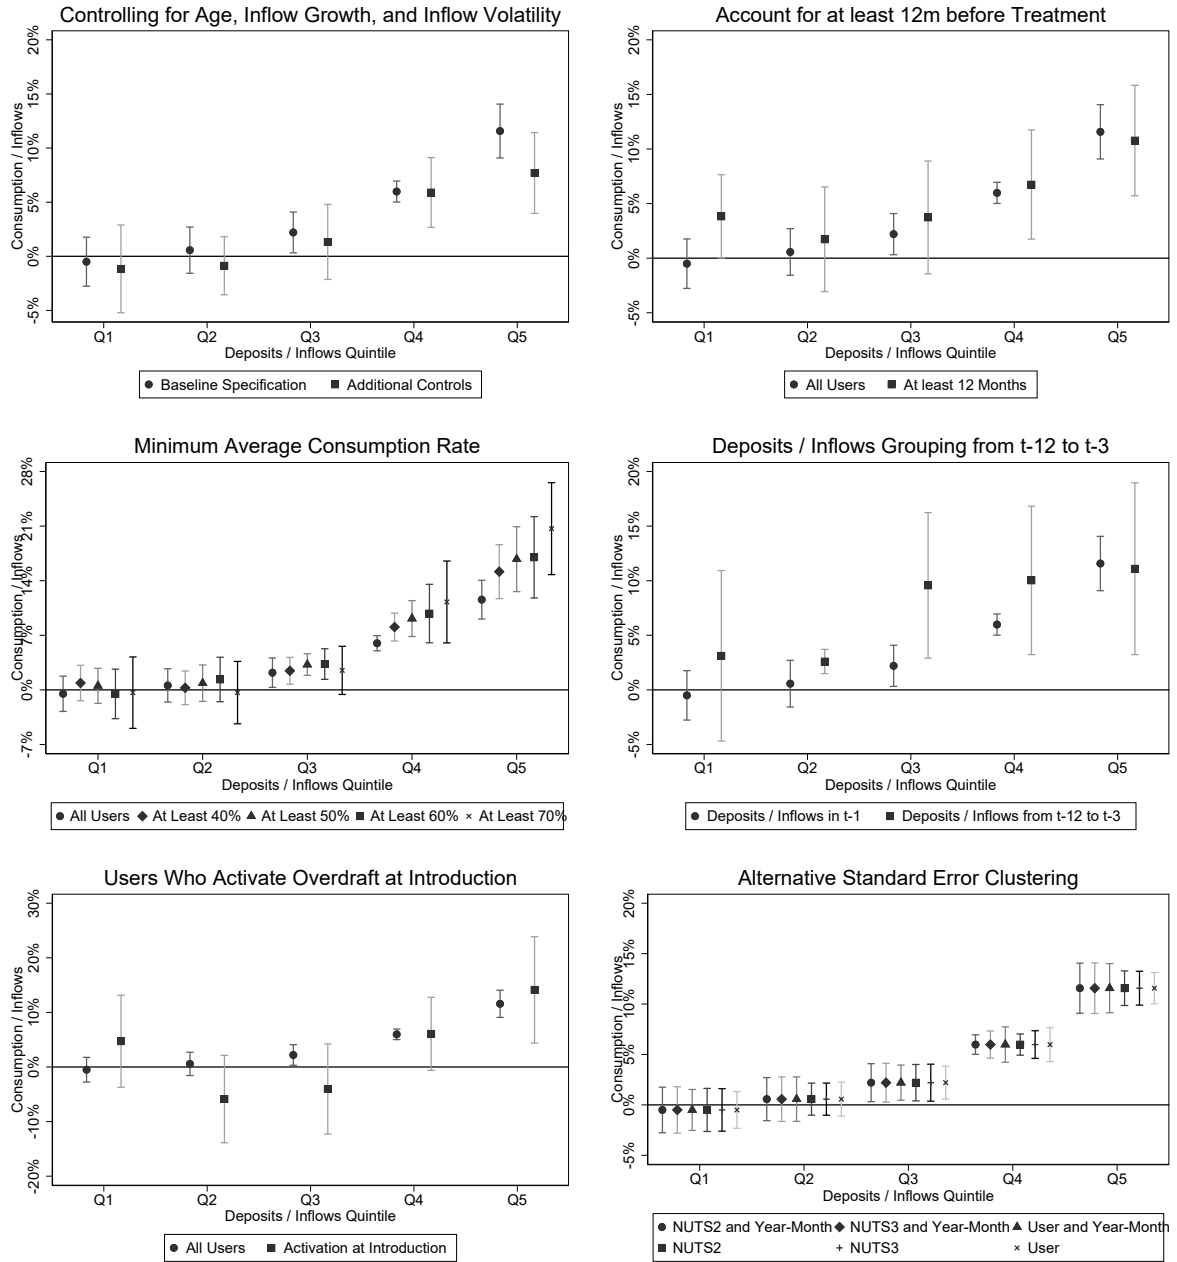 Controlling for Age, Inflow Growth, and Inflow Volatility
Consumption / Inflows
20%
15%
10%
5%
0%
-5%
Q1 Q2 Q3 Q4 Q5
Deposits / Inflows Quintile
Baseline Specification Additional Controls
Account for at least 12m before Treatment
Consumption / Inflows
20%
15%
10%
5%
0%
-5%
Q1 Q2 Q3 Q4 Q5
Deposits / Inflows Quintile
All Users At least 12 Months
Minimum Average Consumption Rate
Consumption / Inflows
28%
21%
14%
7%
0%
-7%
Q1 Q2 Q3 Q4 Q5
Deposits / Inflows Quintile
All Users At Least 40% At Least 50% At Least 60% At Least 70%
Deposits / Inflows Grouping from t-12 to t-3
Consumption / Inflows
20%
15%
10%
5%
0%
-5%
Q1 Q2 Q3 Q4 Q5
Deposits / Inflows Quintile
Deposits / Inflows in t-1 Deposits / Inflows from t-12 to t-3
Users Who Activate Overdraft at Introduction
Consumption / Inflows
30%
20%
10%
0%
-10%
-20%
Q1 Q2 Q3 Q4 Q5
Deposits / Inflows Quintile
All Users Activation at Introduction
Alternative Standard Error Clustering
Consumption / Inflows
20%
15%
10%
5%
0%
-5%
Q1 Q2 Q3 Q4 Q5
Deposits / Inflows Quintile
NUTS2 and Year-Month NUTS3 and Year-Month User and Year-Month
NUTS2 NUTS3 User